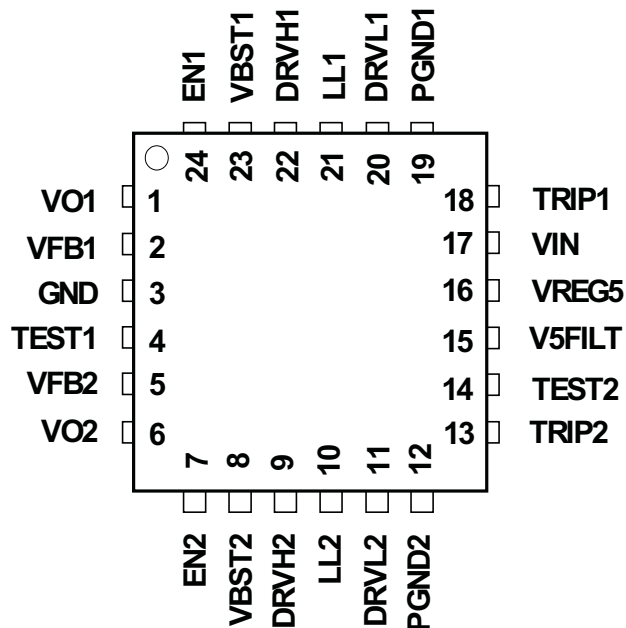 EN1 VBST1 DRVH1 LL1 DRVL1 PGND1
24 23 22 21 20 19
VO1 1 18 TRIP1
VFB1 2 17 VIN
GND 3 16 VREG5
TEST1 4 15 V5FILT
VFB2 5 14 TEST2
VO2 6 13 TRIP2
7 8 9 10 11 12
EN2 VBST2 DRVH2 LL2 DRVL2 PGND2